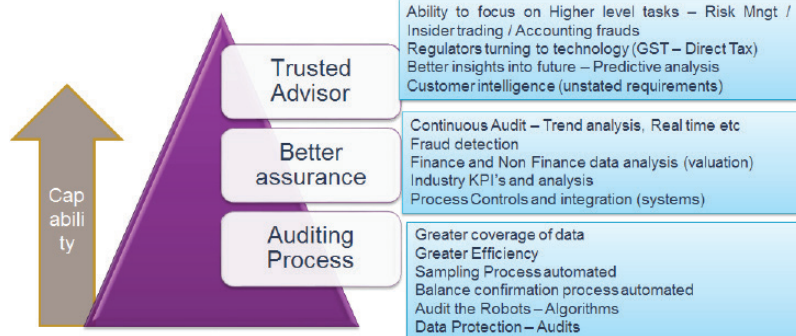 Ability to focus on Higher level tasks – Risk Mngt /
Insider trading / Accounting frauds
Regulators turning to technology (GST – Direct Tax)
Better insights into future – Predictive analysis
Customer intelligence (unstated requirements)
Trusted
Advisor
Continuous Audit – Trend analysis, Real time etc
Fraud detection
Finance and Non Finance data analysis (valuation)
Industry KPI's and analysis
Process Controls and integration (systems)
Better
assurance
Greater coverage of data
Greater Efficiency
Sampling Process automated
Balance confirmation process automated
Audit the Robots – Algorithms
Data Protection – Audits
Auditing
Process
Cap
abili
ty